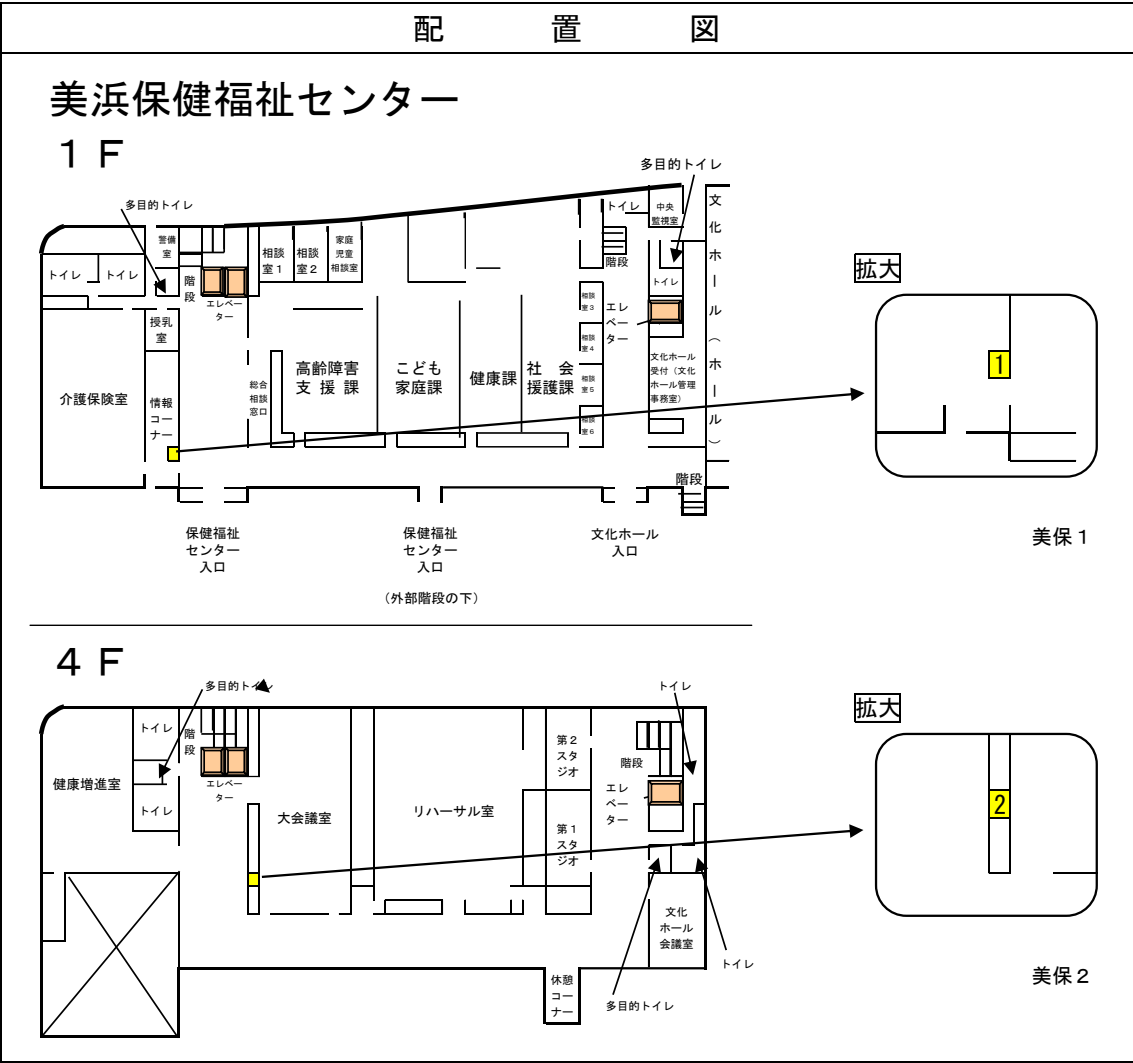 配 置 図
美浜保健福祉センター
１Ｆ
多目的トイレ
多目的トイレ
トイレ
中央
監視室
警備
室
相談
室１
相談
室２
家庭
児童
相談室
トイレ
トイレ
階
段
エレベー
ター
階段
トイレ
授乳
室
相談
室３
エレ
ベー
ター
相談
室４
介護保険室
情報
コー
ナー
総合
相談
窓口
高齢障害
支援課
こども
家庭課
健康課
社会
援護課
相談
室５
相談
室６
文化ホール
受付（文化
ホール管理
事務室）
文化ホール（ホール）
階段
保健福祉
センター
入口
保健福祉
センター
入口
（外部階段の下）
文化ホール
入口
拡大
1
美保１
４Ｆ
多目的トイレ
トイレ
トイレ
階
段
エレベー
ター
健康増進室
トイレ
大会議室
リハーサル室
第２
スタ
ジオ
第１
スタ
ジオ
階段
エレ
ベー
ター
文化
ホール
会議室
休憩
コー
ナー
多目的トイレ
トイレ
拡大
2
美保２